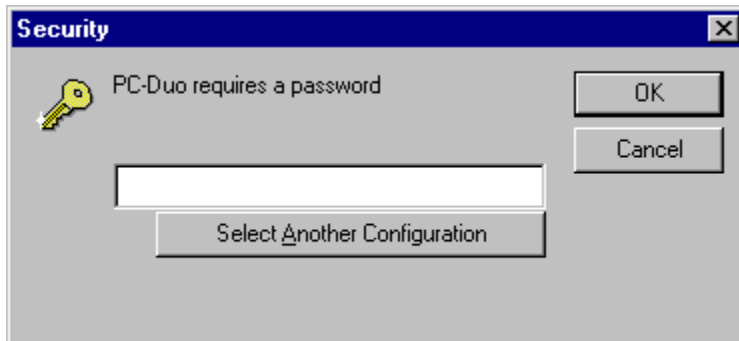 Security
PC-Duo requires a password
OK
Cancel
Select Another Configuration